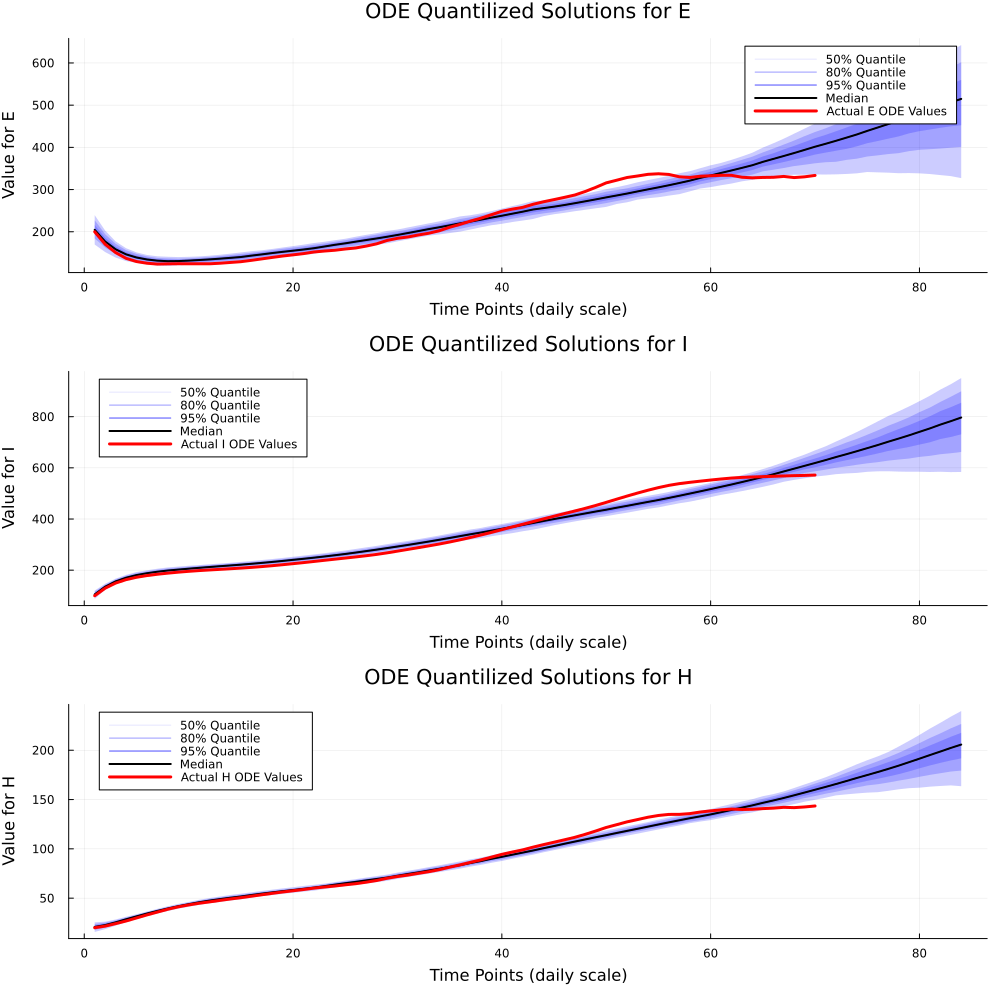 ODE Quantilized Solutions for E
Value for E
600
500
400
300
200
50% Quantile
80% Quantile
95% Quantile
Median
Actual E ODE Values
0 20 40 60 80
Time Points (daily scale)
ODE Quantilized Solutions for I
Value for I
800
600
400
200
50% Quantile
80% Quantile
95% Quantile
Median
Actual I ODE Values
0 20 40 60 80
Time Points (daily scale)
ODE Quantilized Solutions for H
Value for H
200
150
100
50
50% Quantile
80% Quantile
95% Quantile
Median
Actual H ODE Values
0 20 40 60 80
Time Points (daily scale)